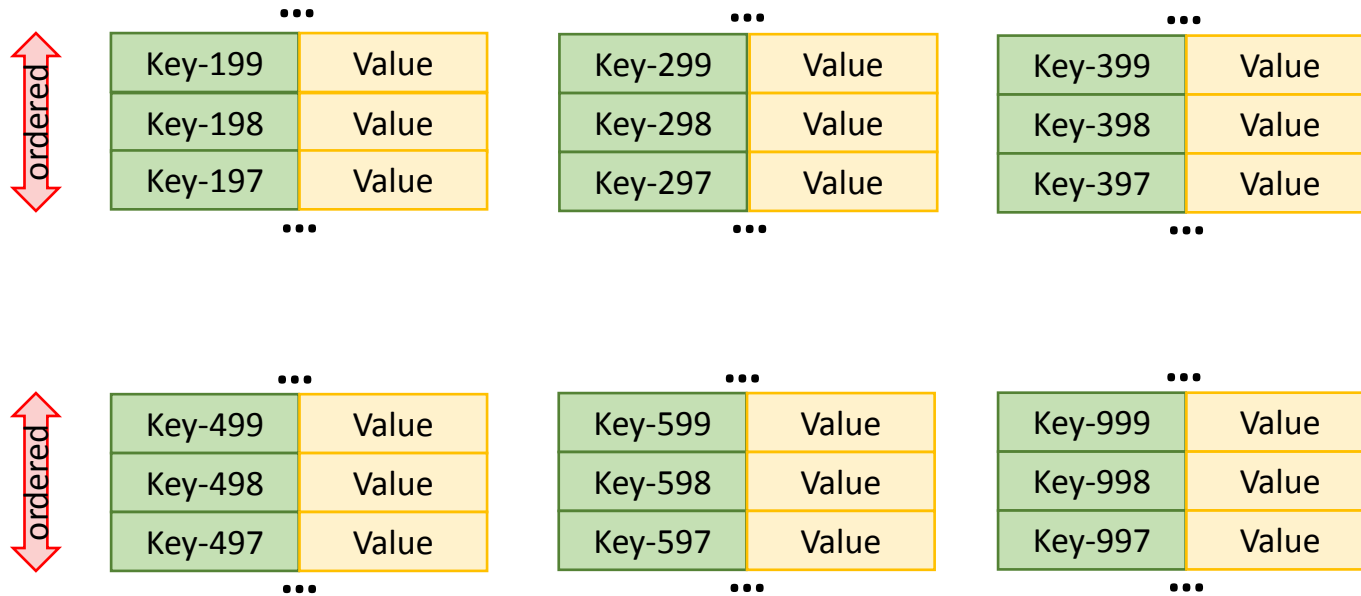 ... ... ...
ordered Key-199 Value Key-299 Value Key-399 Value
Key-198 Value Key-298 Value Key-398 Value
Key-197 Value Key-297 Value Key-397 Value
... ... ...
... ... ...
ordered Key-499 Value Key-599 Value Key-999 Value
Key-498 Value Key-598 Value Key-998 Value
Key-497 Value Key-597 Value Key-997 Value
... ... ...